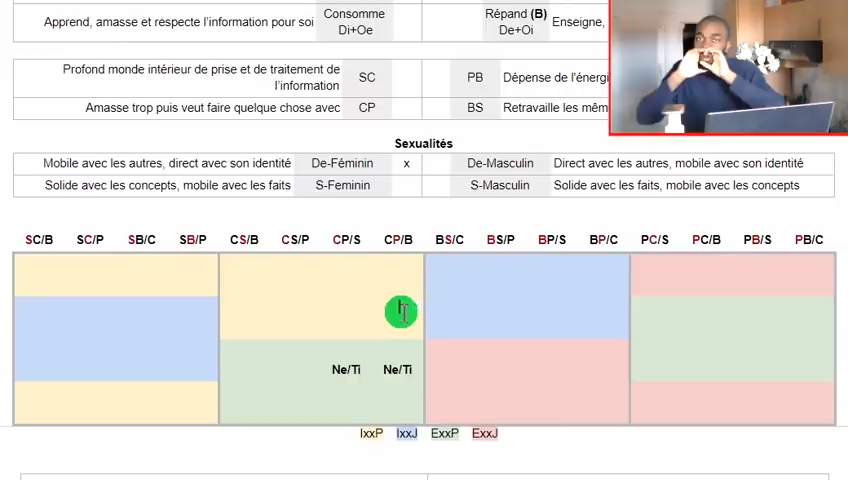 Apprend, amasse et respecte l'information pour soi Consomme Di+Oe Répand (B) De+Oi Enseigne,
Profond monde intérieur de prise et de traitement de l'information SC PB Dépense de l'énergi
Amasse trop puis veut faire quelque chose avec CP BS Retravaille les mêm
Sexualités
Mobile avec les autres, direct avec son identité De-Féminin x De-Masculin Direct avec les autres, mobile avec son identité
Solide avec les concepts, mobile avec les faits S-Feminin S-Masculin Solide avec les faits, mobile avec les concepts
SC/B SC/P SB/C SB/P CS/B CS/P CP/S CP/B BS/C BS/P BP/S BP/C PC/S PC/B PB/S PB/C
Ne/Ti Ne/Ti
IxxP IxxJ ExxP ExxJ